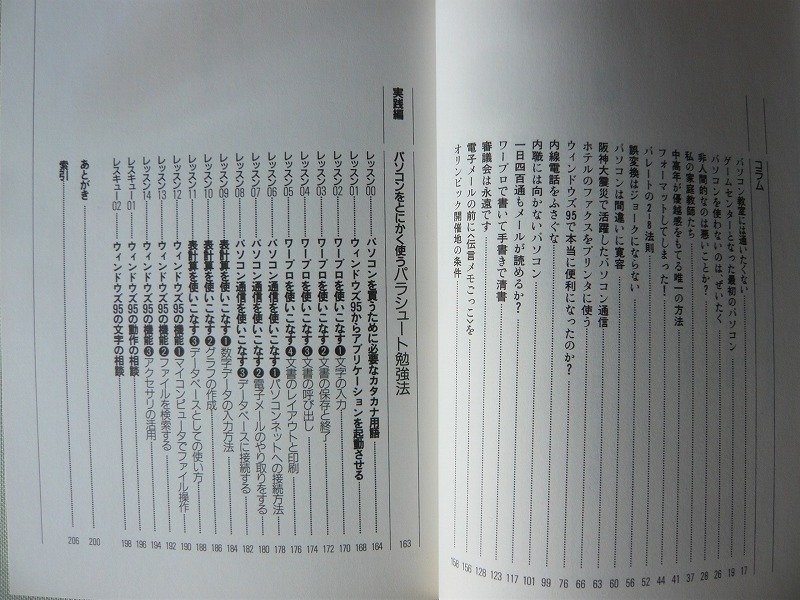 コラム
パソコン教室には通いたくない 17
ゲームセンターとなった最初のパソコン 19
パソコンを使わないのは、ぜいたく 26
非人間的なのは悪いことか? 28
私の家庭教師たち 37
中高年が優越感をもてる唯一の方法 41
フォーマットしてしまった! 44
パレートの2-8法則 52
誤変換はジョークにならない 56
パソコンは間違いに寛容 60
阪神大震災で活躍したパソコン通信 63
ホテルのファクスをプリンタに使う 66
ウィンドウズ95で本当に便利になったのか? 76
内線電話をふさぐな 99
内職には向かないパソコン 101
一日四百通もメールが読めるか? 117
ワープロで書いて手書きで清書 123
審議会は永遠です 128
電子メールの前に〈伝言メモごっこ〉を 156
オリンピック開催地の条件 158
実践編 パソコンをとにかく使うパラシュート勉強法 163
レッスン00 パソコンを買うために必要なカタカナ用語 164
レッスン01 ウィンドウズ95からアプリケーションを起動させる 168
レッスン02 ワープロを使いこなす❶文字の入力 170
レッスン03 ワープロを使いこなす❷文書の保存と終了 172
レッスン04 ワープロを使いこなす❸文書の呼び出し 174
レッスン05 ワープロを使いこなす❹文書のレイアウトと印刷 176
レッスン06 パソコン通信を使いこなす❶パソコンネットへの接続方法 178
レッスン07 パソコン通信を使いこなす❷電子メールのやり取りをする 180
レッスン08 パソコン通信を使いこなす❸データベースに接続する 182
レッスン09 表計算を使いこなす❶数字データの入力方法 184
レッスン10 表計算を使いこなす❷グラフの作成 186
レッスン11 表計算を使いこなす❸データベースとしての使い方 188
レッスン12 ウィンドウズ95の機能❶マイコンピュータでファイル操作 190
レッスン13 ウィンドウズ95の機能❷ファイルを検索する 192
レッスン14 ウィンドウズ95の機能❸アクセサリの活用 194
レスキュー01 ウィンドウズ95の動作の相談 196
レスキュー02 ウィンドウズ95の文字の相談 198
あとがき 200
索引 206